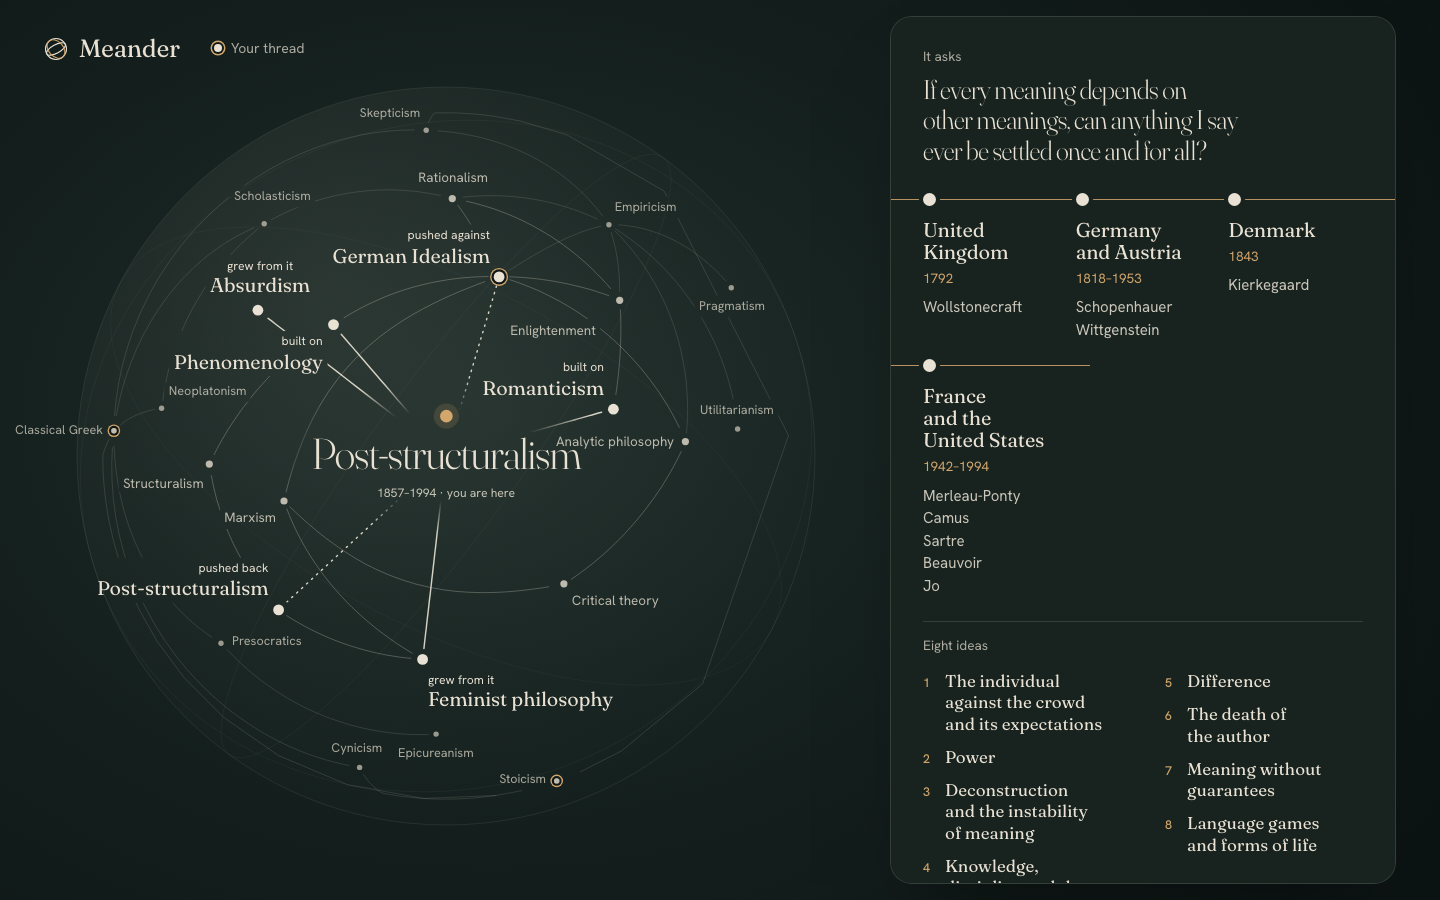 Meander
Your thread
Skepticism
Rationalism
Scholasticism
Empiricism
pushed against
German Idealism
grew from it
Absurdism
Pragmatism
Enlightenment
built on
Phenomenology
built on
Romanticism
Neoplatonism
Utilitarianism
Classical Greek
Analytic philosophy
Post-structuralism
1857–1994 · you are here
Structuralism
Marxism
pushed back
Post-structuralism
Critical theory
Presocratics
grew from it
Feminist philosophy
Cynicism
Epicureanism
Stoicism
It asks
If every meaning depends on
other meanings, can anything I say
ever be settled once and for all?
United
Kingdom
1792
Wollstonecraft
Germany
and Austria
1818–1953
Schopenhauer
Wittgenstein
Denmark
1843
Kierkegaard
France
and the
United States
1942–1994
Merleau-Ponty
Camus
Sartre
Beauvoir
Jo
Eight ideas
1 The individual
against the crowd
and its expectations
2 Power
3 Deconstruction
and the instability
of meaning
4 Knowledge,
5 Difference
6 The death of
the author
7 Meaning without
guarantees
8 Language games
and forms of life